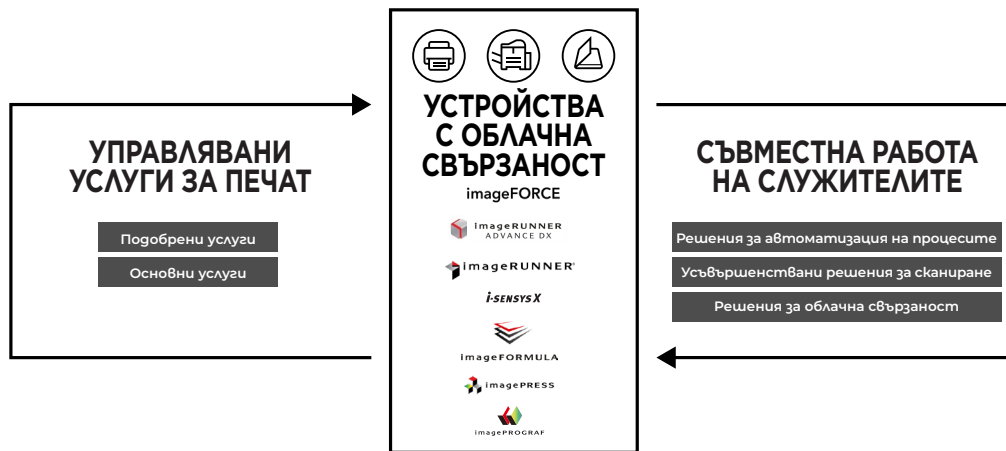 УПРАВЛЯВАНИ
УСЛУГИ ЗА ПЕЧАТ
Подобрени услуги
Основни услуги
УСТРОЙСТВА
С ОБЛАЧНА
СВЪРЗАНОСТ
imageFORCE
imageRUNNER
ADVANCE DX
imageRUNNER®
i-SENSYS X
imageFORMULA
imagePRESS
imagePROGRAF
СЪВМЕСТНА РАБОТА
НА СЛУЖИТЕЛИТЕ
Решения за автоматизация на процесите
Усъвършенствани решения за сканиране
Решения за облачна свързаност